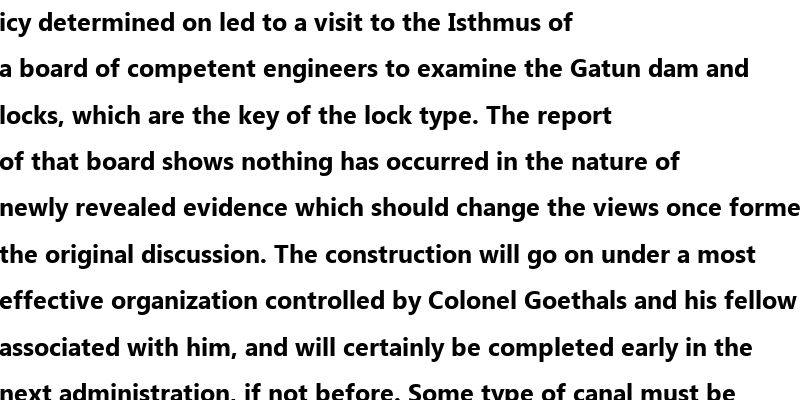 icy determined on led to a visit to the Isthmus of
a board of competent engineers to examine the Gatun dam and
locks, which are the key of the lock type. The report
of that board shows nothing has occurred in the nature of
newly revealed evidence which should change the views once forme
the original discussion. The construction will go on under a most
effective organization controlled by Colonel Goethals and his fellow
associated with him, and will certainly be completed early in the
next administration, if not before. Some type of canal must be